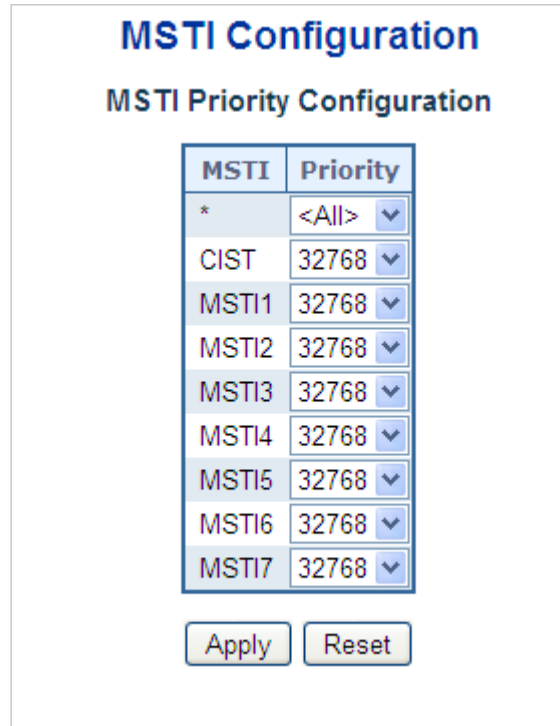 MSTI Configuration
MSTI Priority Configuration
MSTI Priority
* <All>
CIST 32768
MSTI1 32768
MSTI2 32768
MSTI3 32768
MSTI4 32768
MSTI5 32768
MSTI6 32768
MSTI7 32768
Apply Reset